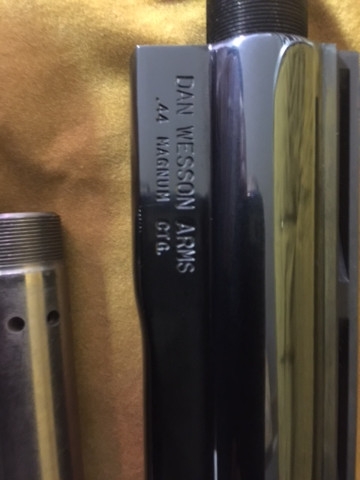 DAN WESSON ARMS
.44 MAGNUM CTG.